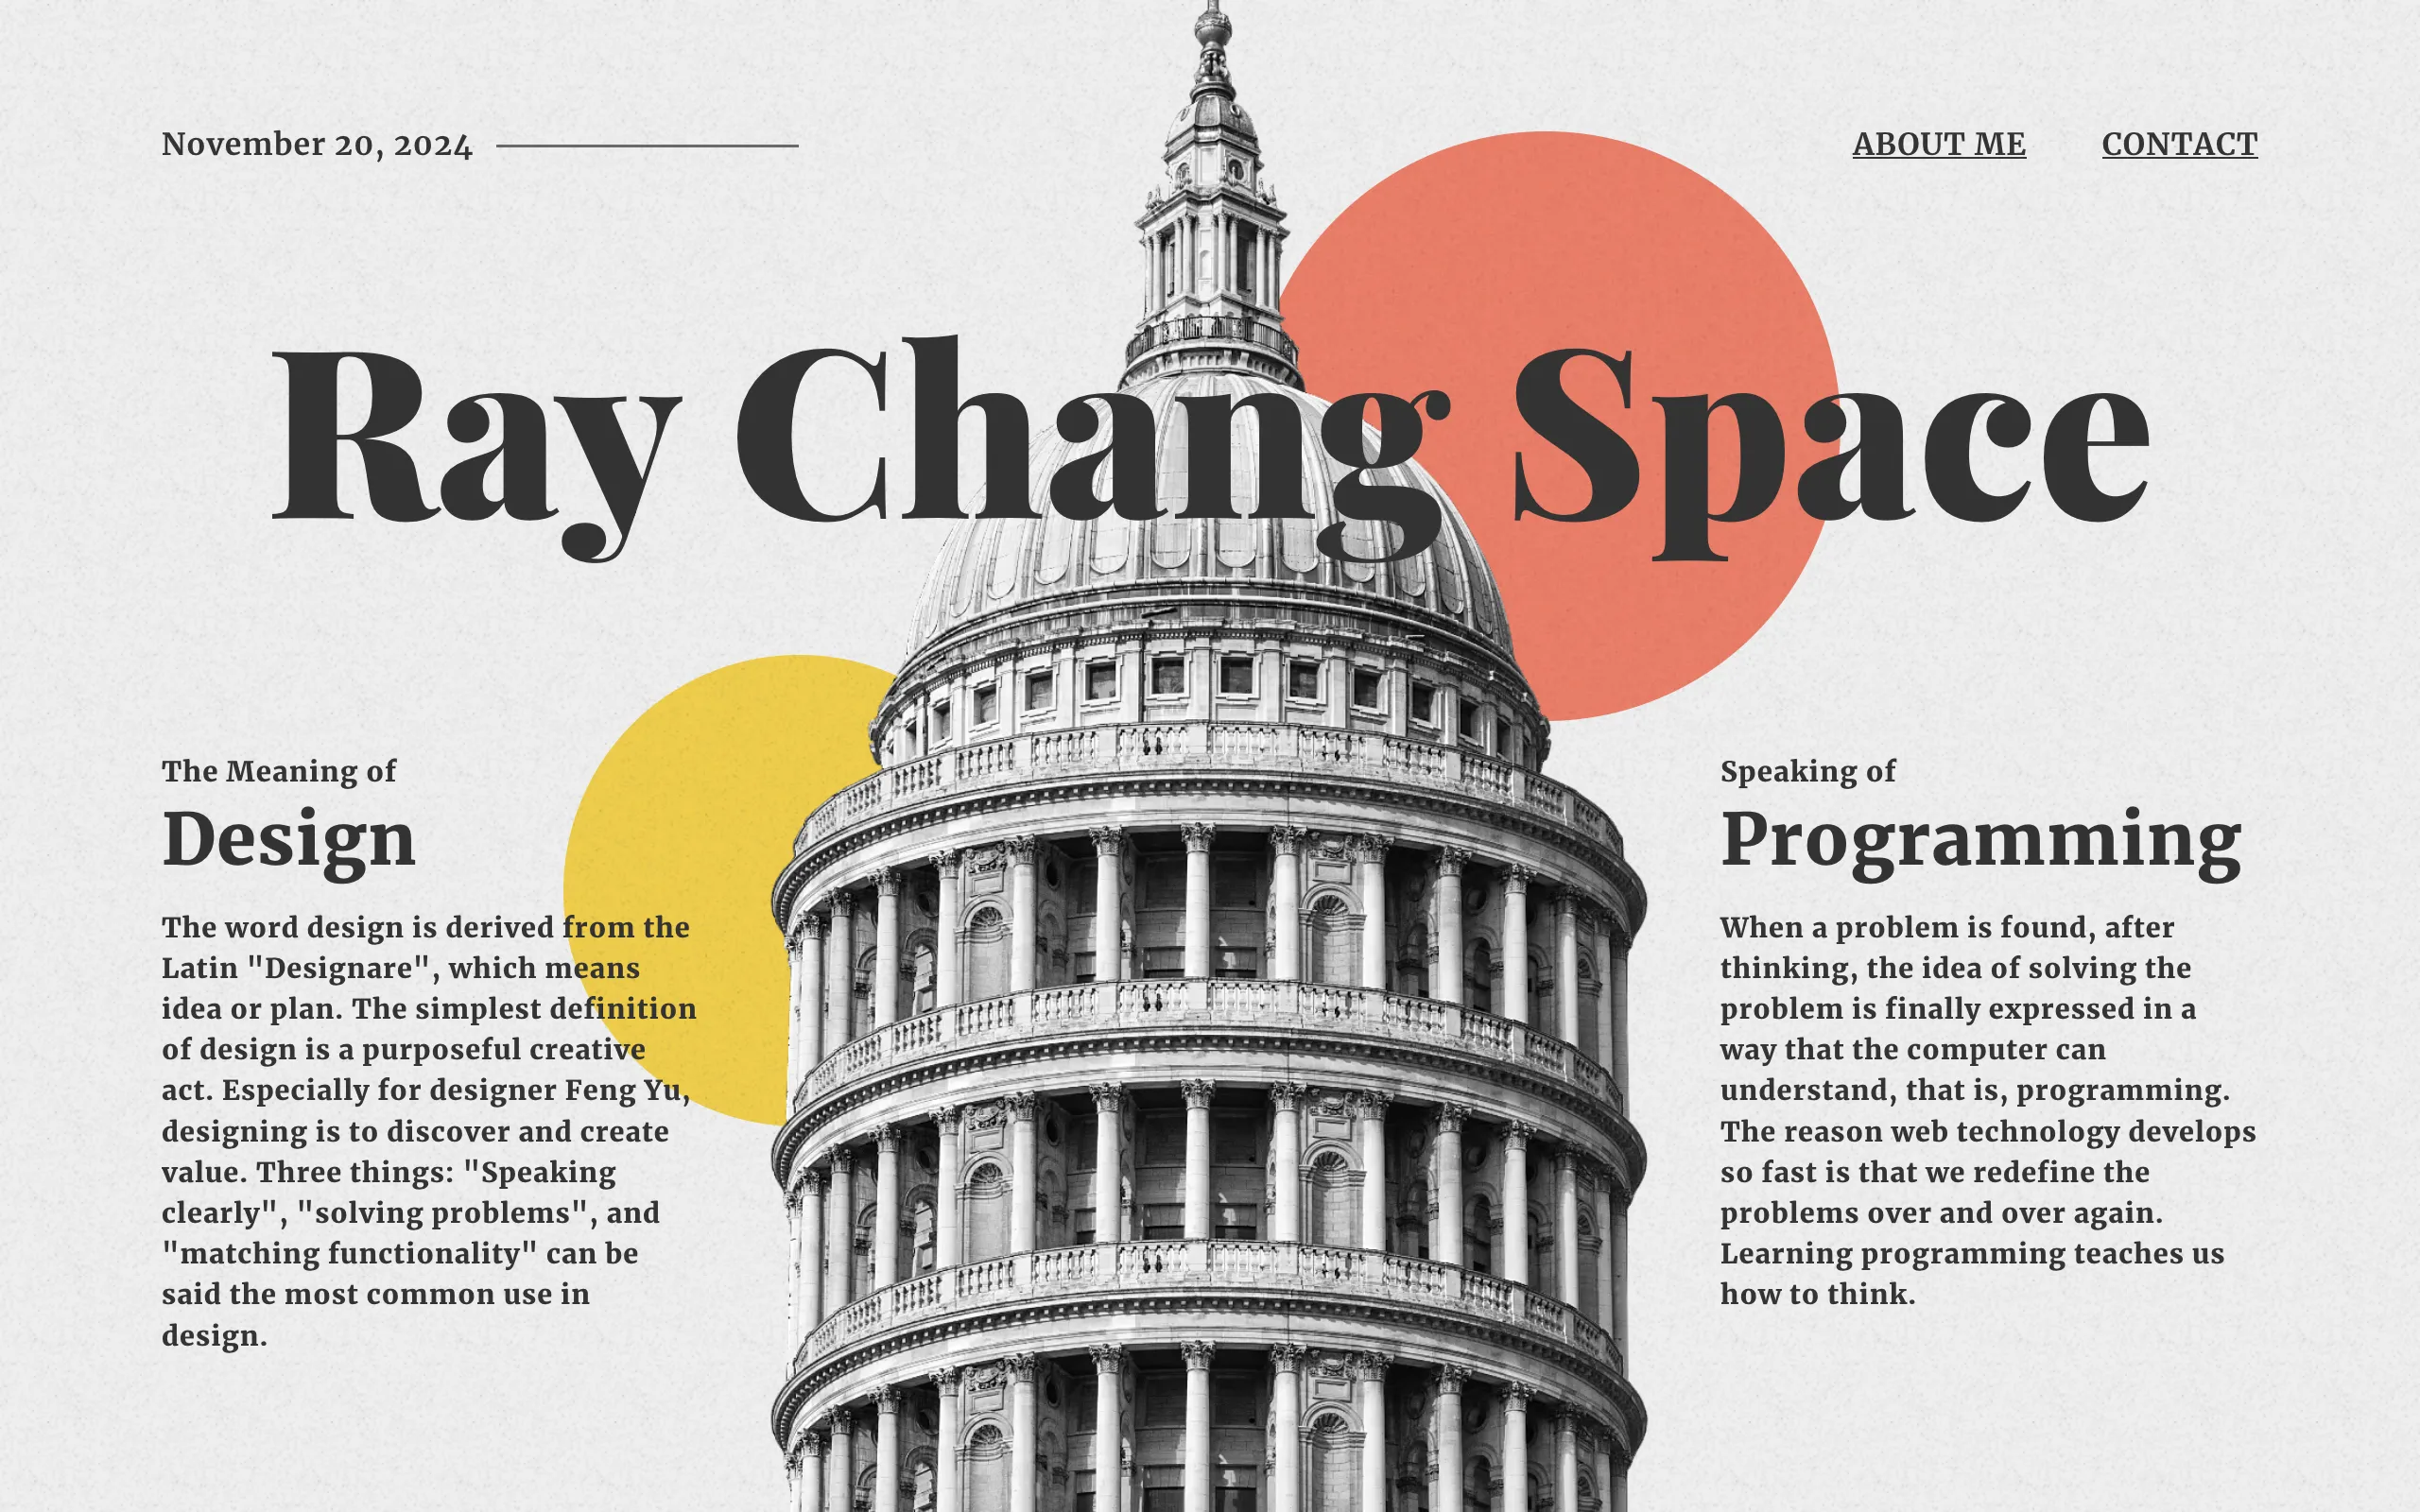 November 20, 2024
ABOUT ME
CONTACT
Ray Chang Space
The Meaning of
Design
The word design is derived from the
Latin "Designare", which means
idea or plan. The simplest definition
of design is a purposeful creative
act. Especially for designer Feng Yu,
designing is to discover and create
value. Three things: "Speaking
clearly", "solving problems", and
"matching functionality" can be
said the most common use in
design.
Speaking of
Programming
When a problem is found, after
thinking, the idea of solving the
problem is finally expressed in a
way that the computer can
understand, that is, programming.
The reason web technology develops
so fast is that we redefine the
problems over and over again.
Learning programming teaches us
how to think.